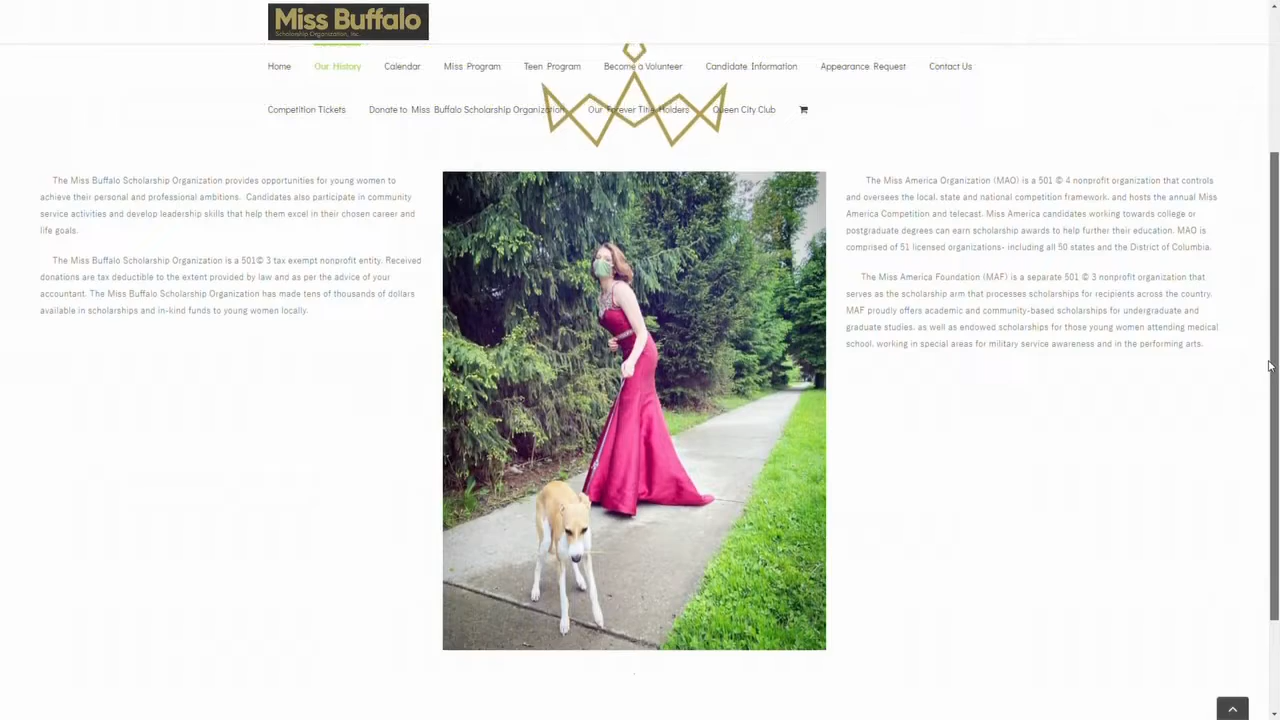 Miss Buffalo
Scholarship Organization, Inc.
Home Our History Calendar Miss Program Teen Program Become a Volunteer Candidate Information Appearance Request Contact Us
Competition Tickets Donate to Miss Buffalo Scholarship Organization Our Forever Title Holders Queen City Club
The Miss Buffalo Scholarship Organization provides opportunities for young women to
achieve their personal and professional ambitions. Candidates also participate in community
service activities and develop leadership skills that help them excel in their chosen career and
life goals.
The Miss Buffalo Scholarship Organization is a 501© 3 tax exempt nonprofit entity. Received
donations are tax deductible to the extent provided by law and as per the advice of your
accountant. The Miss Buffalo Scholarship Organization has made tens of thousands of dollars
available in scholarships and in-kind funds to young women locally.
The Miss America Organization (MAO) is a 501 © 4 nonprofit organization that controls
and oversees the local, state and national competition framework, and hosts the annual Miss
America Competition and telecast. Miss America candidates working towards college or
postgraduate degrees can earn scholarship awards to help further their education. MAO is
comprised of 51 licensed organizations- including all 50 states and the District of Columbia.
The Miss America Foundation (MAF) is a separate 501 © 3 nonprofit organization that
serves as the scholarship arm that processes scholarships for recipients across the country.
MAF proudly offers academic and community-based scholarships for undergraduate and
graduate studies, as well as endowed scholarships for those young women attending medical
school, working in special areas for military service awareness and in the performing arts.